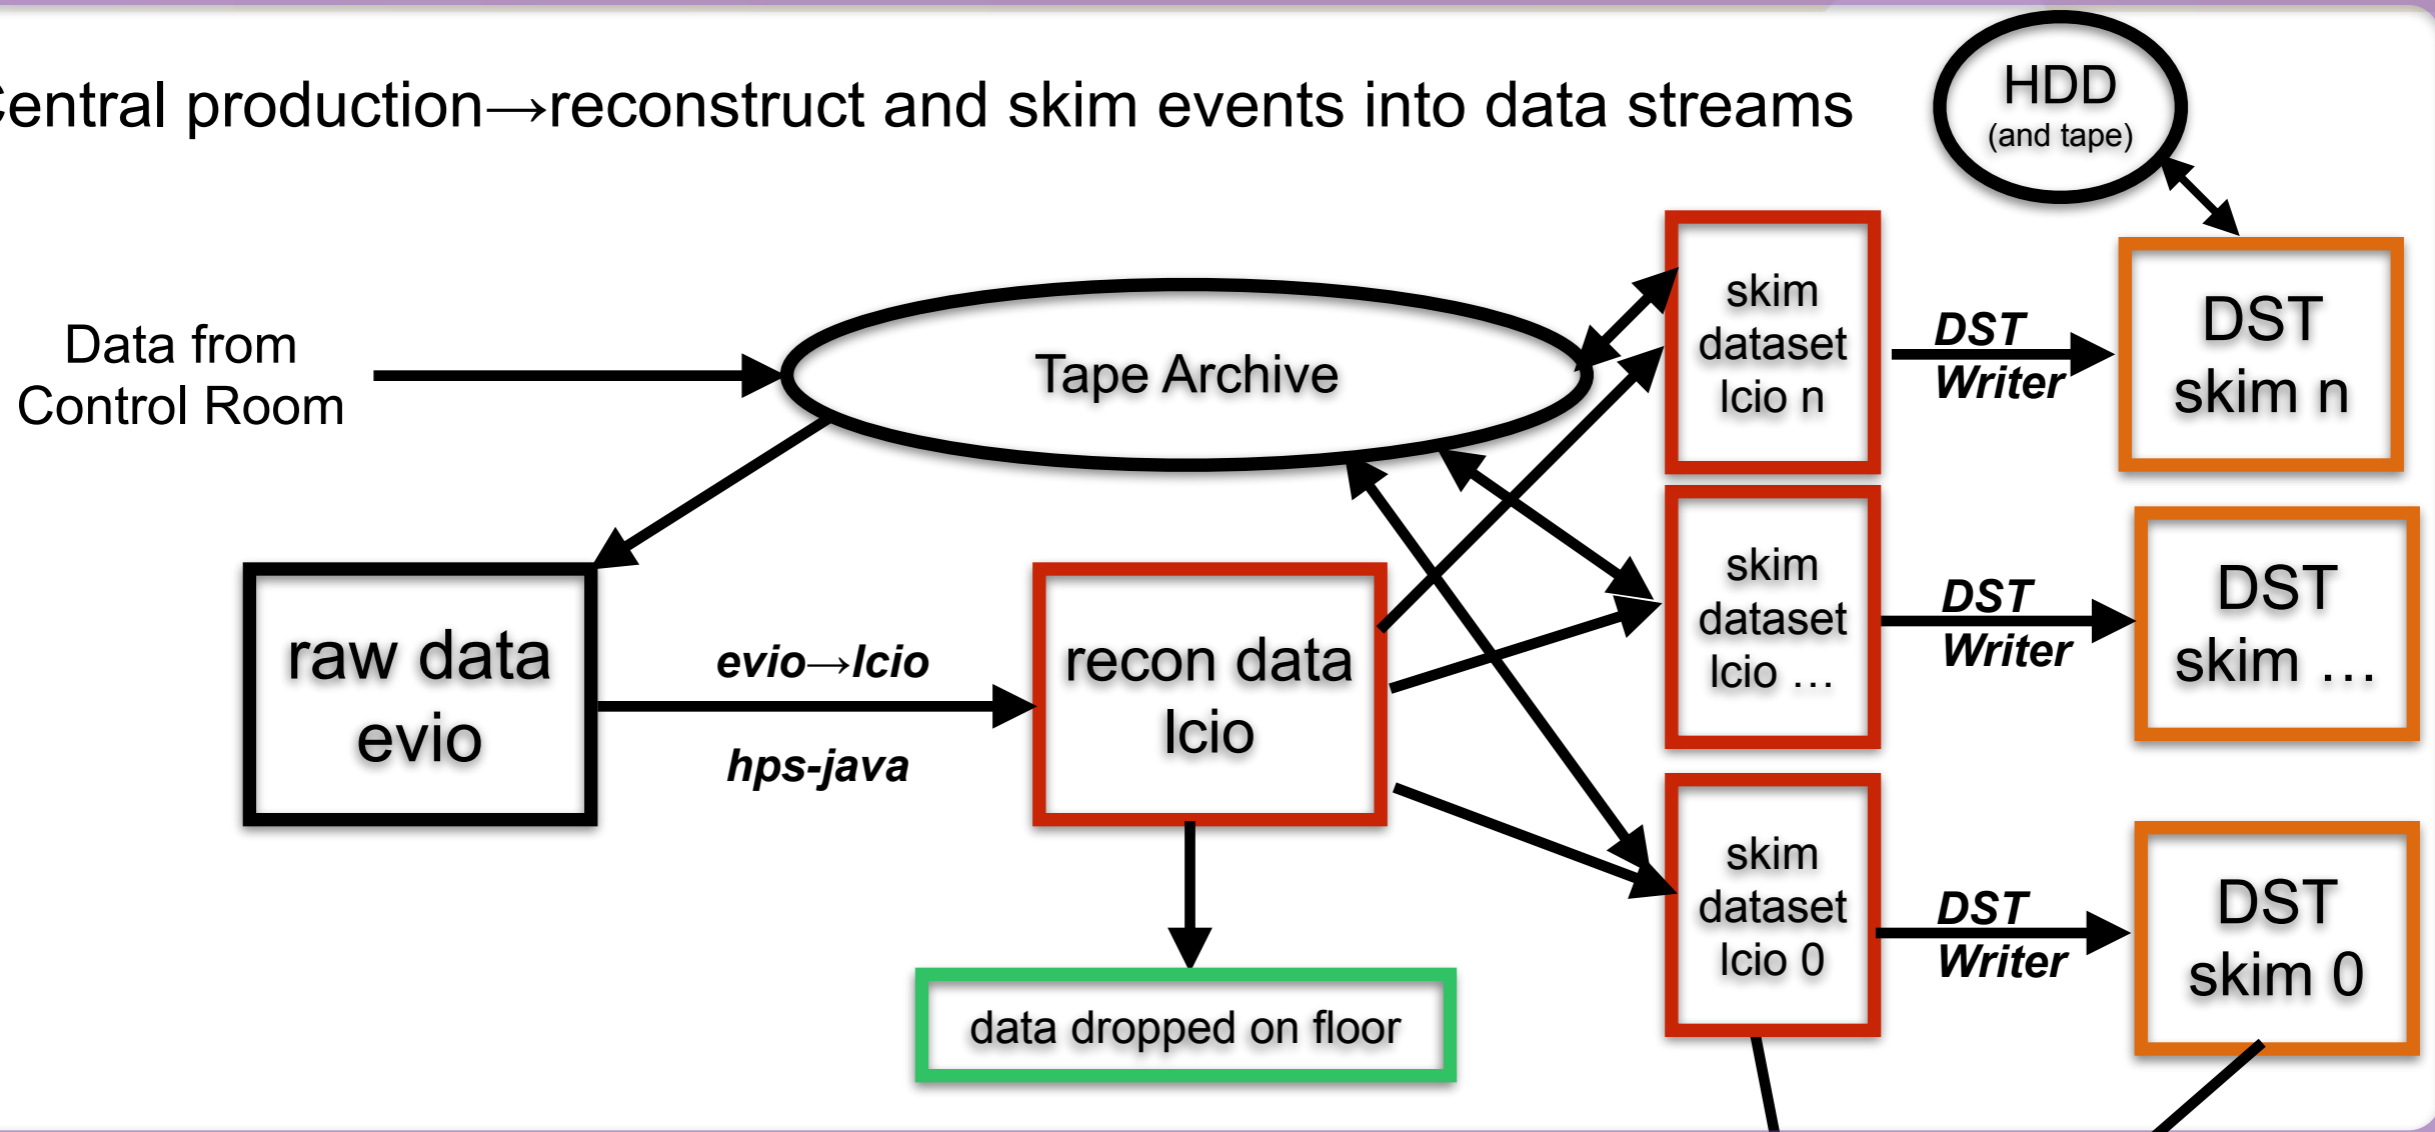 Central production→reconstruct and skim events into data streams
HDD
(and tape)
Data from
Control Room
Tape Archive
skim
dataset
lcio n
DST
Writer
DST
skim n
raw data
evio
evio→lcio
hps-java
recon data
lcio
skim
dataset
lcio …
DST
Writer
DST
skim …
skim
dataset
lcio 0
DST
Writer
DST
skim 0
data dropped on floor